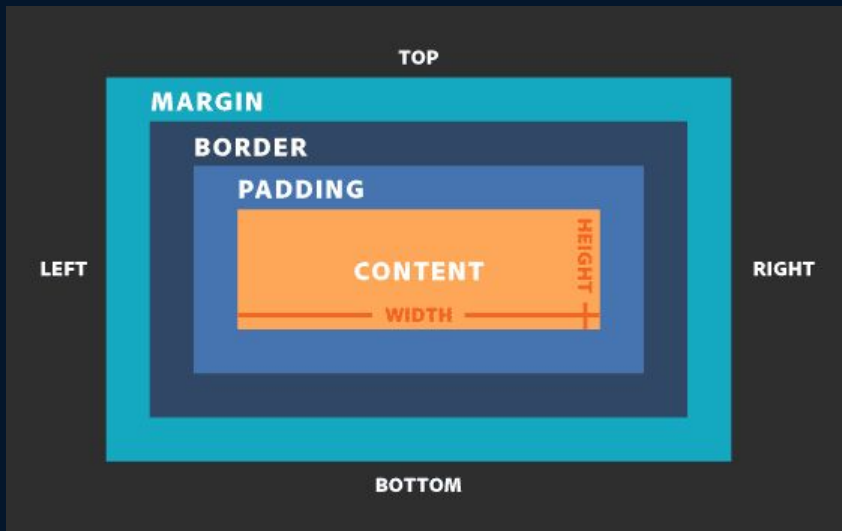 TOP
MARGIN
BORDER
PADDING
HEIGHT
LEFT
CONTENT
RIGHT
WIDTH
BOTTOM